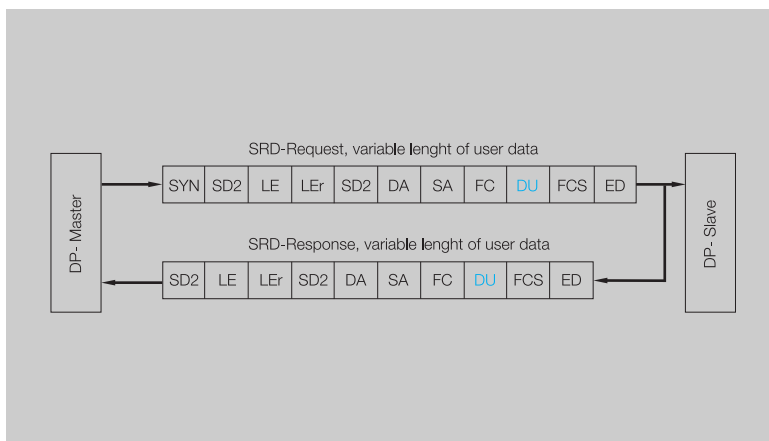 SRD-Request, variable lenght of user data
SYN SD2 LE LEr SD2 DA SA FC DU FCS ED
DP- Master
DP- Slave
SRD-Response, variable lenght of user data
SD2 LE LEr SD2 DA SA FC DU FCS ED